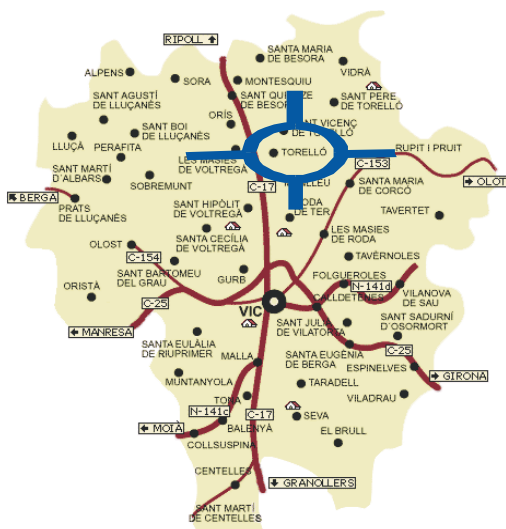 RIPOLL
SANTA MARIA
DE BESORA
VIDRÀ
ALPENS
SORA
MONTESQUIU
SANT QUIRZE
DE BESORA
SANT PERE
DE TORELLÓ
SANT AGUSTÍ
DE LLUÇANÈS
ORÍS
SANT VICENÇ
DE TORELLÓ
SANT BOI
DE LLUÇANÈS
LLUÇÀ
PERAFITA
RUPIT I PRUIT
TORELLÓ
LES MASIES
DE VOLTREGÀ
C-153
SANT MARTÍ
D'ALBARS
SOBREMUNT
C-17
SANTA MARIA
DE CORCÓ
OLOT
BERGA
PRATS
DE LLUÇANÈS
SANT HIPÒLIT
DE VOLTREGÀ
RODA
DE TER
TAVERTET
OLOST
SANTA CECÍLIA
DE VOLTREGÀ
LES MASIES
DE RODA
C-154
TAVÈRNOLES
SANT BARTOMEU
DEL GRAU
GURB
FOLGUEROLES
N-141d
ORISTÀ
C-25
VIC
CALLDETENES
VILANOVA
DE SAU
MANRESA
SANT JULIÀ
DE VILATORTA
SANT SADURNÍ
D'OSORMORT
SANTA EULÀLIA
DE RIUPRIMER
MALLA
SANTA EUGÈNIA
DE BERGA
C-25
ESPINELVES
GIRONA
MUNTANYOLA
TARADELL
VILADRAU
TONA
N-141c
C-17
SEVA
MOIÀ
BALENYÀ
EL BRULL
COLLSUSPINA
CENTELLES
GRANOLLERS
SANT MARTÍ
DE CENTELLES